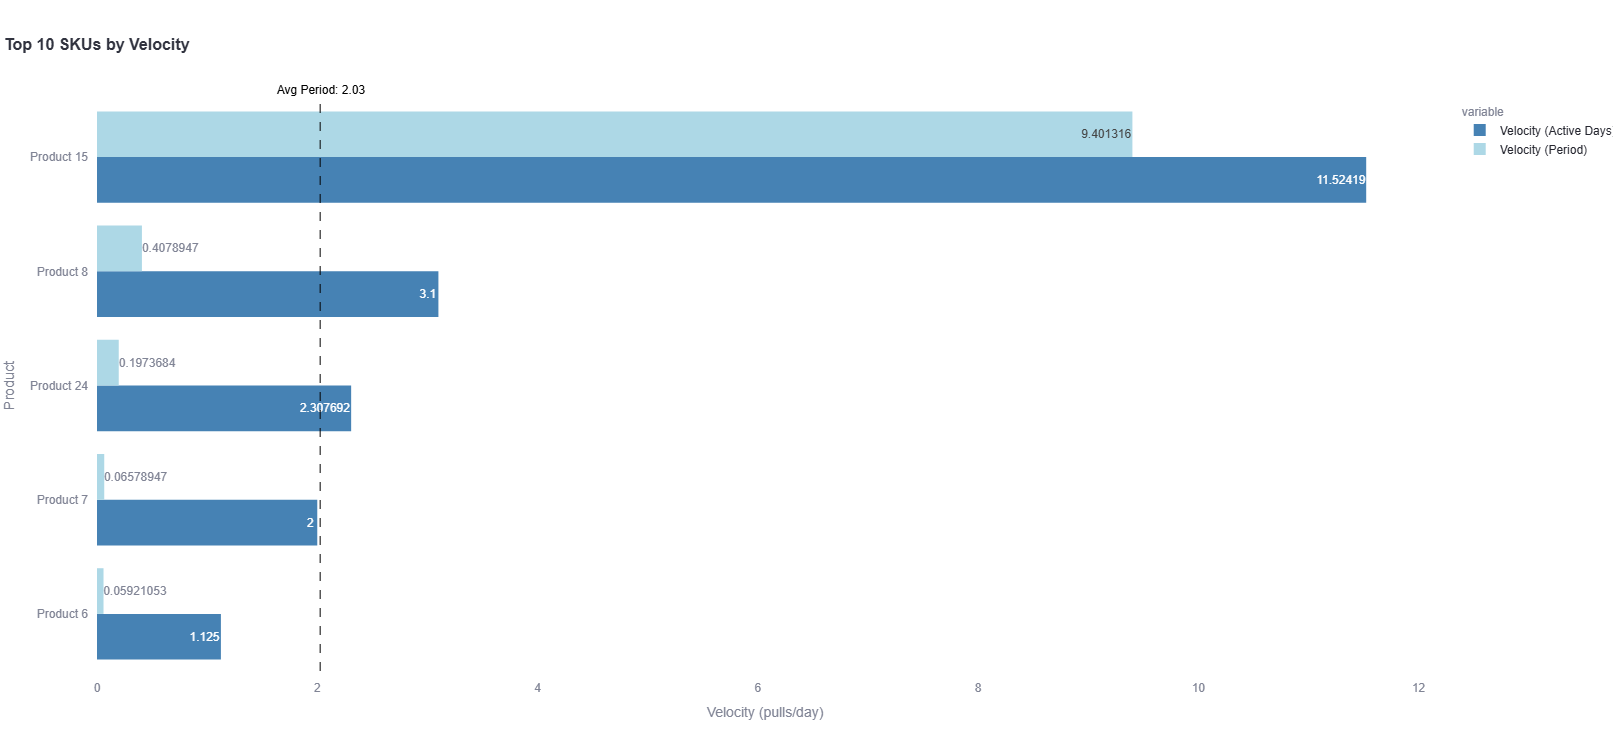 Top 10 SKUs by Velocity
Avg Period: 2.03
variable
Velocity (Active Days
Velocity (Period)
Product
Product 15
9.401316
11.52419
Product 8
0.4078947
3.1
Product 24
0.1973684
2.307692
Product 7
0.06578947
2
Product 6
0.05921053
1.125
0 2 4 6 8 10 12
Velocity (pulls/day)